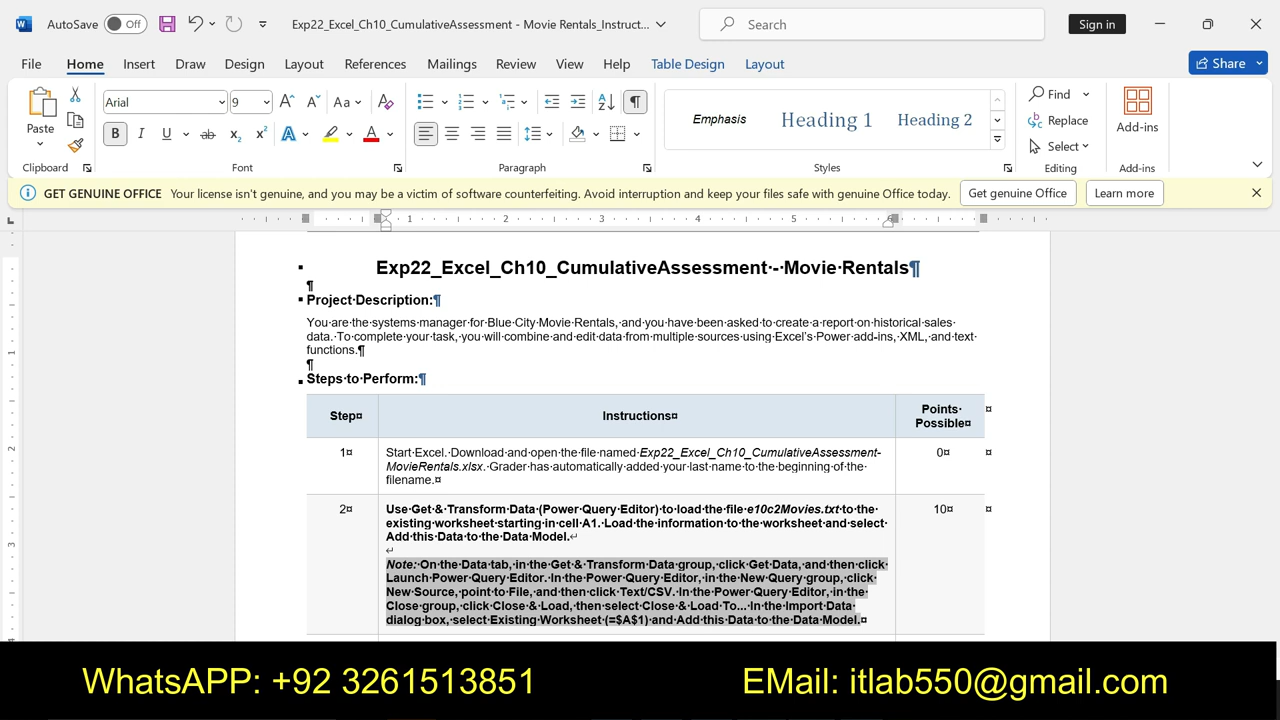 AutoSave Off Exp22_Excel_Ch10_CumulativeAssessment - Movie Rentals_Instruct... Search Sign in
File Home Insert Draw Design Layout References Mailings Review View Help Table Design Layout Share
Paste Arial 9 Aa Emphasis Heading 1 Heading 2 Find Replace Select Add-ins
Clipboard Font Paragraph Styles Editing Add-ins
GET GENUINE OFFICE Your license isn't genuine, and you may be a victim of software counterfeiting. Avoid interruption and keep your files safe with genuine Office today. Get genuine Office Learn more
1 2 3 4 5
Exp22_Excel_Ch10_CumulativeAssessment·-·Movie·Rentals¶
¶
Project·Description:¶
You·are·the·systems·manager·for·Blue·City·Movie·Rentals,·and·you·have·been·asked·to·create·a·report·on·historical·sales·
data.·To·complete·your·task,·you·will·combine·and·edit·data·from·multiple·sources·using·Excel's·Power·add-ins,·XML,·and·text·
functions.¶
¶
Steps·to·Perform:¶
Step¤ Instructions¤ Points·
Possible¤ ¤
1¤ Start·Excel.·Download·and·open·the·file·named·Exp22_Excel_Ch10_CumulativeAssessment-
MovieRentals.xlsx.·Grader·has·automatically·added·your·last·name·to·the·beginning·of·the·
filename.¤ 0¤ ¤
2¤ Use·Get·&·Transform·Data·(Power·Query·Editor)·to·load·the·file·e10c2Movies.txt·to·the·
existing·worksheet·starting·in·cell·A1.·Load·the·information·to·the·worksheet·and·select·
Add·this·Data·to·the·Data·Model.↵
↵
Note:·On·the·Data·tab,·in·the·Get·&·Transform·Data·group,·click·Get·Data,·and·then·click·
Launch·Power·Query·Editor.·In·the·Power·Query·Editor,·in·the·New·Query·group,·click·
New·Source,·point·to·File,·and·then·click·Text/CSV.·In·the·Power·Query·Editor,·in·the·
Close·group,·click·Close·&·Load,·then·select·Close·&·Load·To...·In·the·Import·Data·
dialog·box,·select·Existing·Worksheet·(=$A$1)·and·Add·this·Data·to·the·Data·Model.¤ 10¤ ¤
WhatsAPP: +92 3261513851 EMail: itlab550@gmail.com